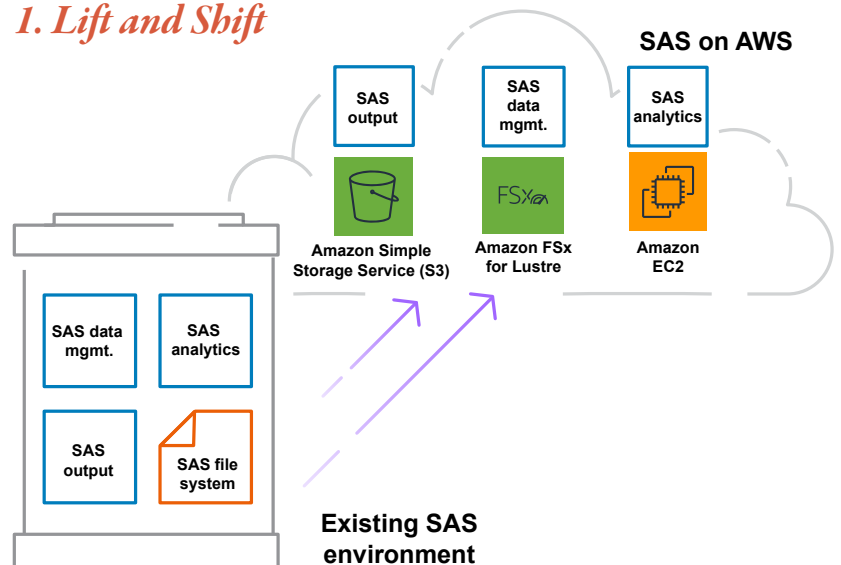 1. Lift and Shift
SAS on AWS
SAS
output
SAS
data
mgmt.
SAS
analytics
FSx
Amazon Simple
Storage Service (S3)
Amazon FSx
for Lustre
Amazon
EC2
SAS data
mgmt.
SAS
analytics
SAS
output
SAS file
system
Existing SAS
environment